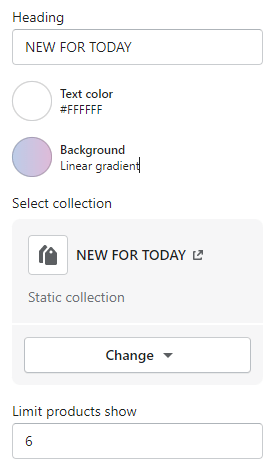 Heading
NEW FOR TODAY
Text color
#FFFFFF
Background
Linear gradient
Select collection
NEW FOR TODAY
Static collection
Change
Limit products show
6